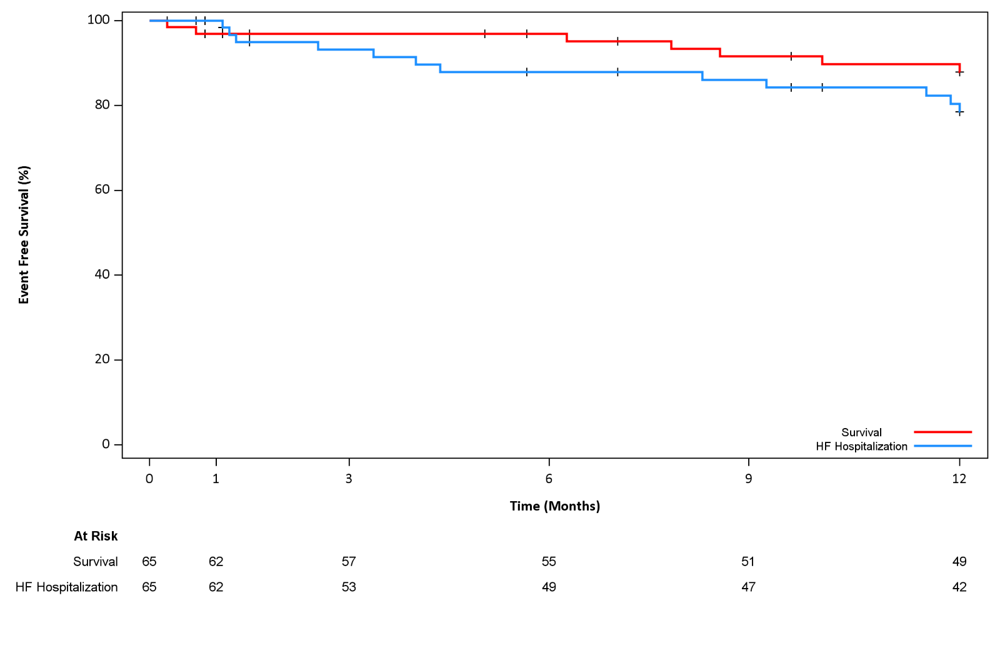 100
80
60
40
20
0
Event Free Survival (%)
Survival
HF Hospitalization
0 1 3 6 9 12
Time (Months)
At Risk
Survival 65 62 57 55 51 49
HF Hospitalization 65 62 53 49 47 42